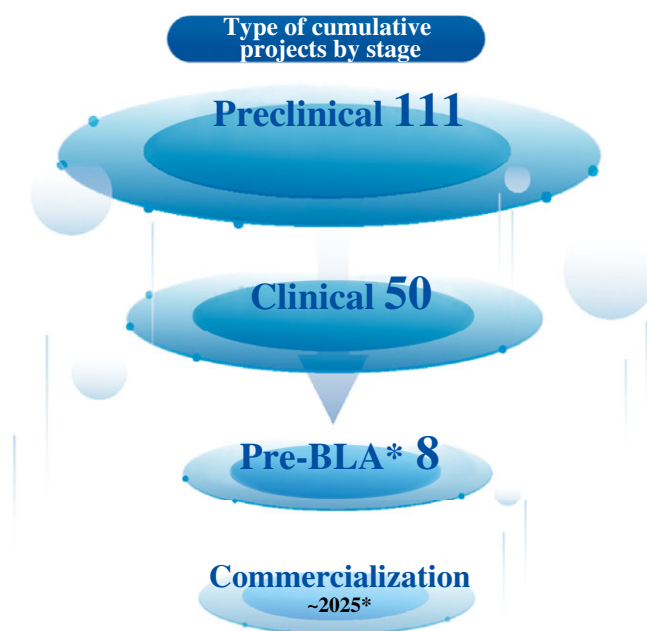 Type of cumulative
projects by stage
Preclinical 111
Clinical 50
Pre-BLA* 8
Commercialization
~2025*